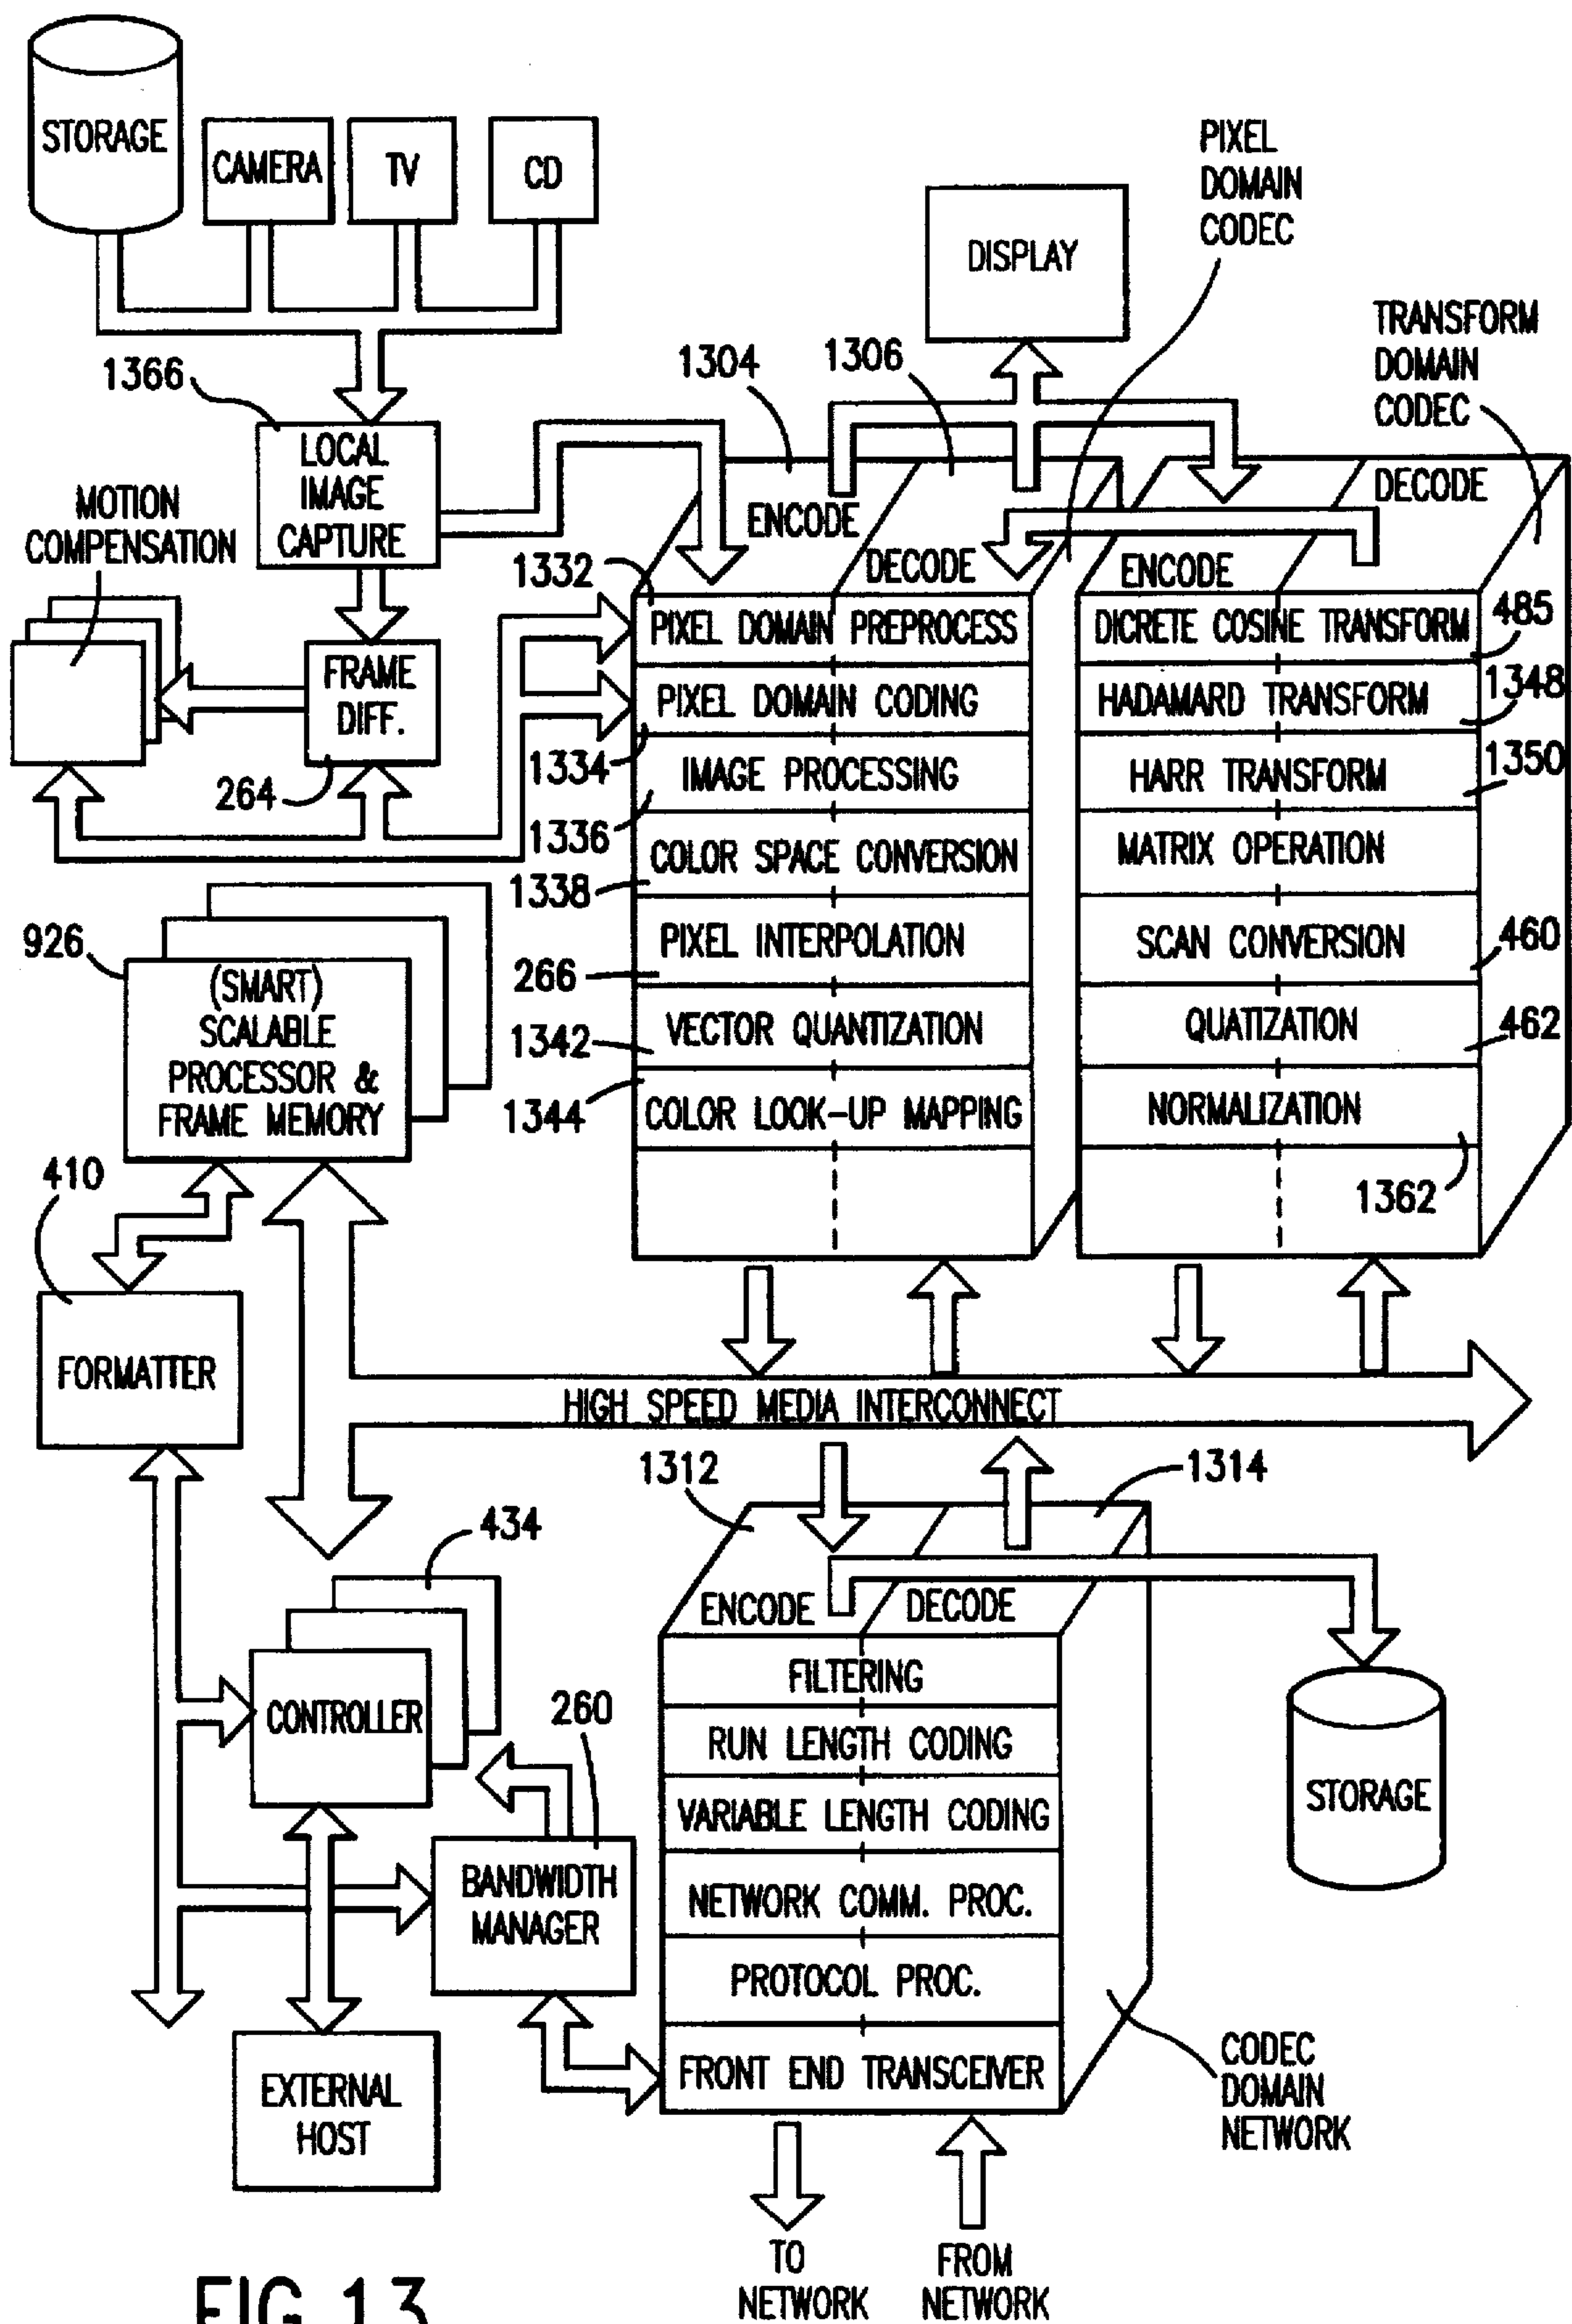 STORAGE
CAMERA
TV
CD
PIXEL
DOMAIN
CODEC
DISPLAY
TRANSFORM
DOMAIN
CODEC
1366
1304
1306
LOCAL
IMAGE
CAPTURE
MOTION
COMPENSATION
ENCODE
DECODE
ENCODE
DECODE
1332
PIXEL DOMAIN PREPROCESS
DICRETE COSINE TRANSFORM
485
FRAME
DIFF.
264
PIXEL DOMAIN CODING
1334
HADAMARD TRANSFORM
1348
IMAGE PROCESSING
1336
HARR TRANSFORM
1350
COLOR SPACE CONVERSION
1338
MATRIX OPERATION
926
(SMART)
SCALABLE
PROCESSOR &
FRAME MEMORY
PIXEL INTERPOLATION
266
SCAN CONVERSION
460
VECTOR QUANTIZATION
1342
QUATIZATION
462
1344
COLOR LOOK-UP MAPPING
NORMALIZATION
1362
410
FORMATTER
HIGH SPEED MEDIA INTERCONNECT
1312
1314
434
ENCODE
DECODE
CONTROLLER
260
FILTERING
RUN LENGTH CODING
VARIABLE LENGTH CODING
NETWORK COMM. PROC.
PROTOCOL PROC.
FRONT END TRANSCEIVER
STORAGE
BANDWIDTH
MANAGER
EXTERNAL
HOST
CODEC
DOMAIN
NETWORK
TO
NETWORK
FROM
NETWORK
FIG. 13